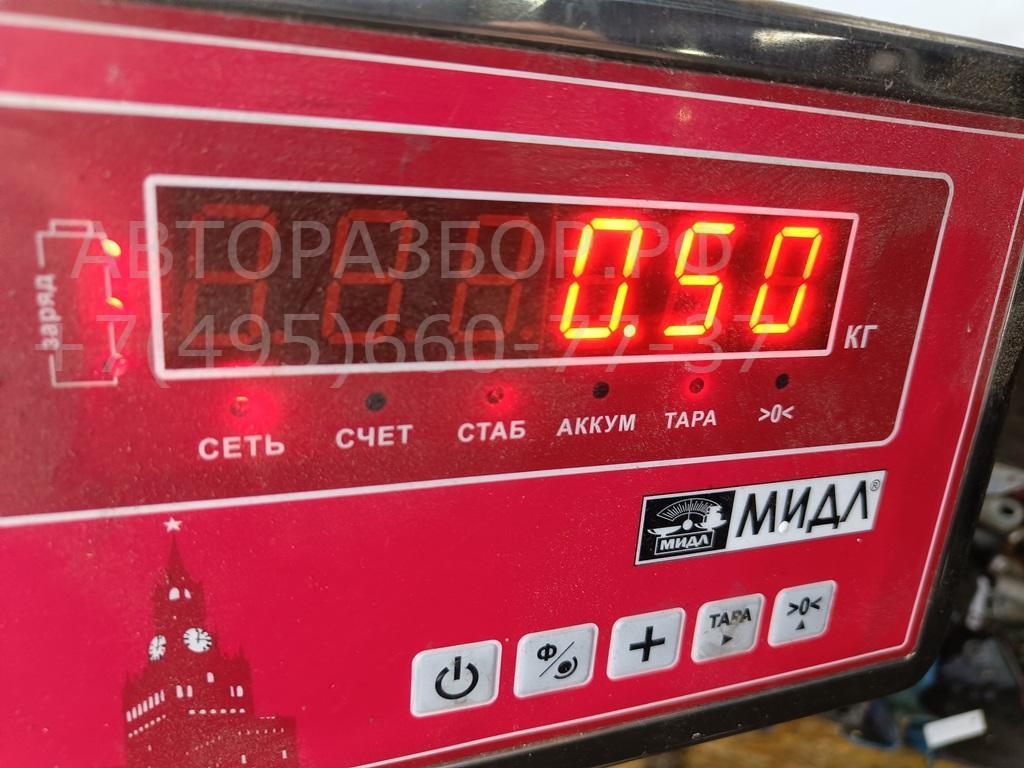 АВТОРАЗБОР.РФ
+7(495)660-77-37
заряд
0.50
КГ
СЕТЬ СЧЕТ СТАБ АККУМ ТАРА >0<
МИДЛ МИДЛ®
Ф + ТАРА >0<